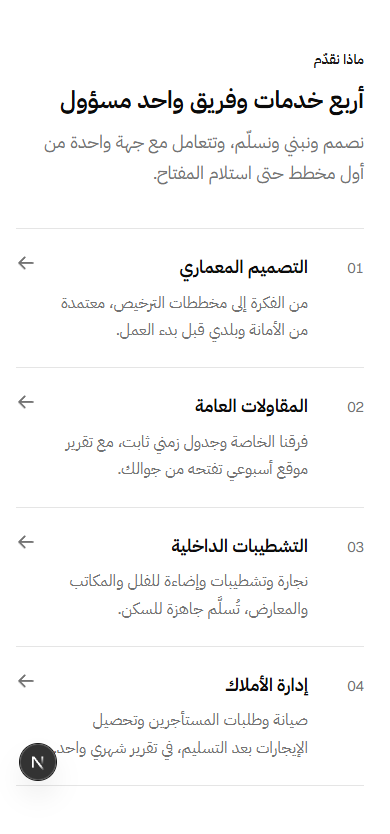 ماذا نقدّم
أربع خدمات وفريق واحد مسؤول
نصمم ونبني ونسلّم، وتتعامل مع جهة واحدة من
أول مخطط حتى استلام المفتاح.
01
التصميم المعماري
من الفكرة إلى مخططات الترخيص، معتمدة
من الأمانة وبلدي قبل بدء العمل.
02
المقاولات العامة
فرقنا الخاصة وجدول زمني ثابت، مع تقرير
موقع أسبوعي تفتحه من جوالك.
03
التشطيبات الداخلية
نجارة وتشطيبات وإضاءة للفلل والمكاتب
والمعارض، تُسلَّم جاهزة للسكن.
04
إدارة الأملاك
صيانة وطلبات المستأجرين وتحصيل
الإيجارات بعد التسليم، في تقرير شهري واحد.
N